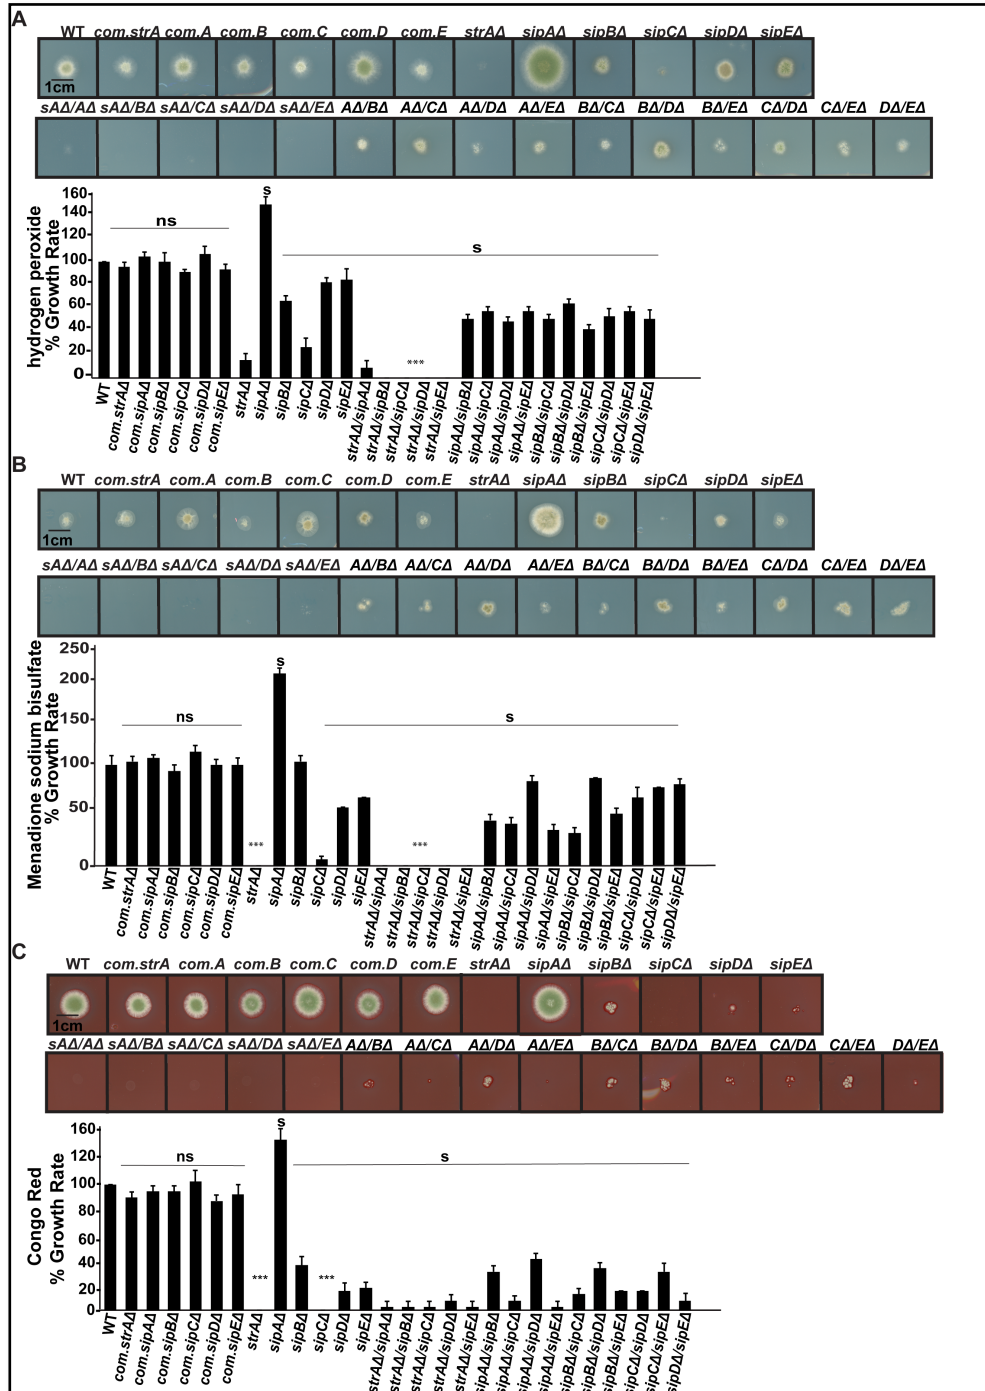 A
WT com.strA com.A com.B com.C com.D com.E strAΔ sipAΔ sipBΔ sipCΔ sipDΔ sipEΔ
1cm
sAΔ/AΔ sAΔ/BΔ sAΔ/CΔ sAΔ/DΔ sAΔ/EΔ AΔ/BΔ AΔ/CΔ AΔ/DΔ AΔ/EΔ BΔ/CΔ BΔ/DΔ BΔ/EΔ CΔ/DΔ CΔ/EΔ DΔ/EΔ
hydrogen peroxide
% Growth Rate
160
140
120
100
80
60
40
20
0
ns
s
s
***
WT
com.strAΔ
com.sipAΔ
com.sipBΔ
com.sipCΔ
com.sipDΔ
com.sipEΔ
strAΔ
sipAΔ
sipBΔ
sipCΔ
sipDΔ
sipEΔ
strAΔ/sipAΔ
strAΔ/sipBΔ
strAΔ/sipCΔ
strAΔ/sipDΔ
strAΔ/sipEΔ
sipAΔ/sipBΔ
sipAΔ/sipCΔ
sipAΔ/sipDΔ
sipAΔ/sipEΔ
sipBΔ/sipCΔ
sipBΔ/sipDΔ
sipBΔ/sipEΔ
sipCΔ/sipDΔ
sipCΔ/sipEΔ
sipDΔ/sipEΔ
B
WT com.strA com.A com.B com.C com.D com.E strAΔ sipAΔ sipBΔ sipCΔ sipDΔ sipEΔ
1cm
sAΔ/AΔ sAΔ/BΔ sAΔ/CΔ sAΔ/DΔ sAΔ/EΔ AΔ/BΔ AΔ/CΔ AΔ/DΔ AΔ/EΔ BΔ/CΔ BΔ/DΔ BΔ/EΔ CΔ/DΔ CΔ/EΔ DΔ/EΔ
Menadione sodium bisulfate
% Growth Rate
250
200
150
100
50
0
ns
s
s
***
***
WT
com.strAΔ
com.sipAΔ
com.sipBΔ
com.sipCΔ
com.sipDΔ
com.sipEΔ
strAΔ
sipAΔ
sipBΔ
sipCΔ
sipDΔ
sipEΔ
strAΔ/sipAΔ
strAΔ/sipBΔ
strAΔ/sipCΔ
strAΔ/sipDΔ
strAΔ/sipEΔ
sipAΔ/sipBΔ
sipAΔ/sipCΔ
sipAΔ/sipDΔ
sipAΔ/sipEΔ
sipBΔ/sipCΔ
sipBΔ/sipDΔ
sipBΔ/sipEΔ
sipCΔ/sipDΔ
sipCΔ/sipEΔ
sipDΔ/sipEΔ
C
WT com.strA com.A com.B com.C com.D com.E strAΔ sipAΔ sipBΔ sipCΔ sipDΔ sipEΔ
1cm
sAΔ/AΔ sAΔ/BΔ sAΔ/CΔ sAΔ/DΔ sAΔ/EΔ AΔ/BΔ AΔ/CΔ AΔ/DΔ AΔ/EΔ BΔ/CΔ BΔ/DΔ BΔ/EΔ CΔ/DΔ CΔ/EΔ DΔ/EΔ
Congo Red
% Growth Rate
160
120
100
80
60
40
20
0
ns
s
s
***
***
WT
com.strAΔ
com.sipAΔ
com.sipBΔ
com.sipCΔ
com.sipDΔ
com.sipEΔ
strAΔ
sipAΔ
sipBΔ
sipCΔ
sipDΔ
sipEΔ
strAΔ/sipAΔ
strAΔ/sipBΔ
strAΔ/sipCΔ
strAΔ/sipDΔ
strAΔ/sipEΔ
sipAΔ/sipBΔ
sipAΔ/sipCΔ
sipAΔ/sipDΔ
sipAΔ/sipEΔ
sipBΔ/sipCΔ
sipBΔ/sipDΔ
sipBΔ/sipEΔ
sipCΔ/sipDΔ
sipCΔ/sipEΔ
sipDΔ/sipEΔ